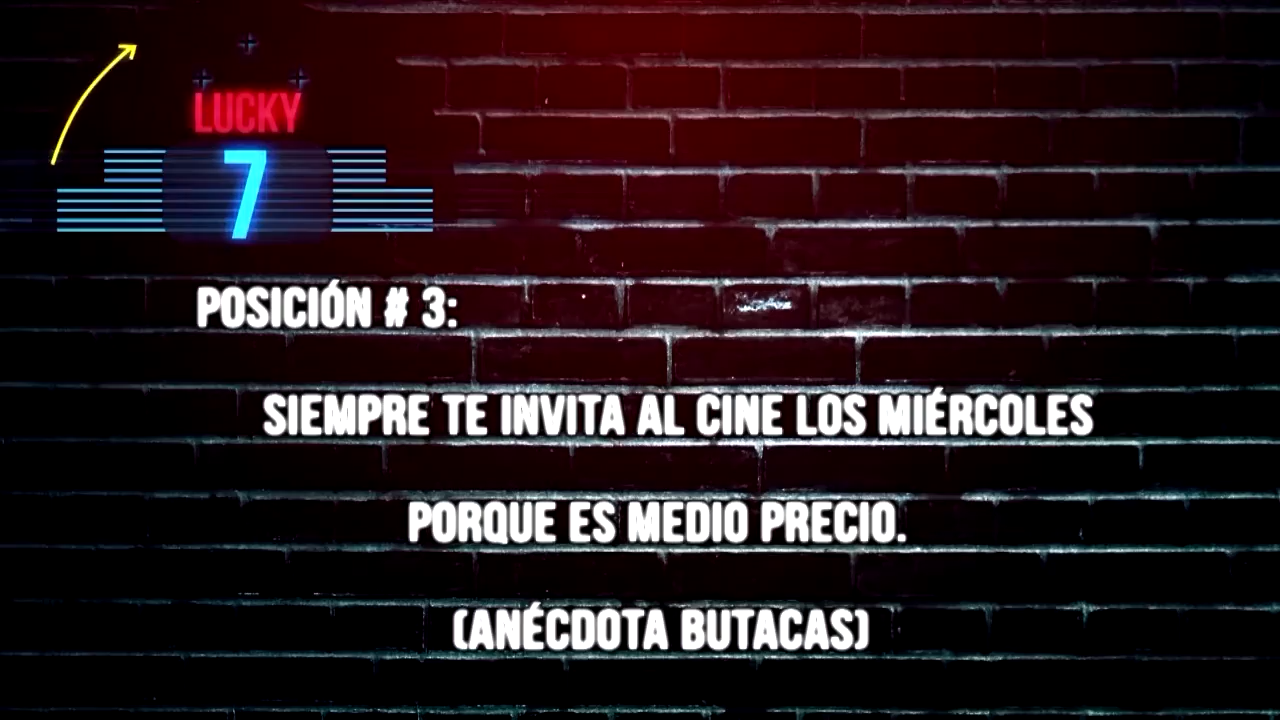 LUCKY
7
POSICIÓN # 3:
SIEMPRE TE INVITA AL CINE LOS MIÉRCOLES
PORQUE ES MEDIO PRECIO.
(ANÉCDOTA BUTACAS)